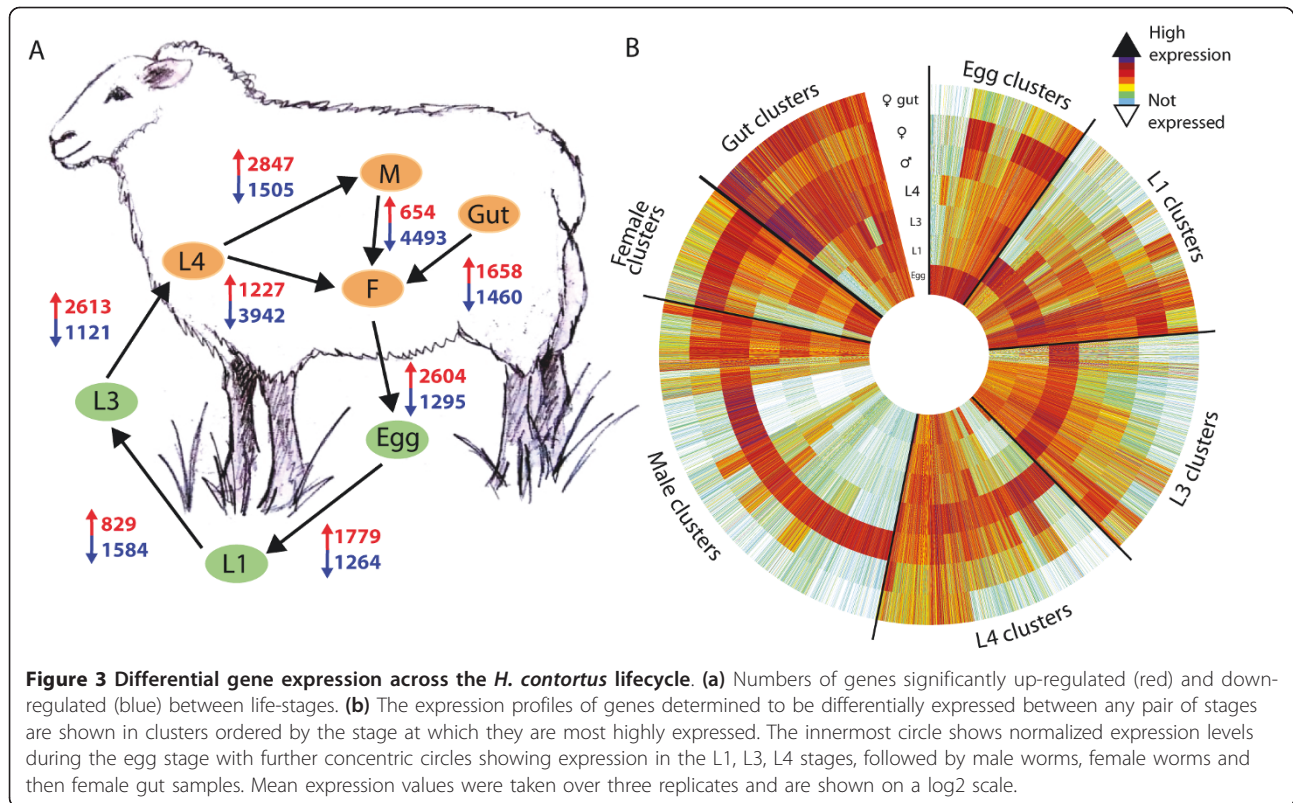 A
2847
1505
M
654
4493
Gut
L4
F
1227
3942
1658
1460
2613
1121
L3
2604
1295
Egg
829
1584
L1
1779
1264
B
High
expression
Not
expressed
Egg clusters
L1 clusters
L3 clusters
L4 clusters
Male clusters
Female
clusters
Gut clusters
♀ gut
♀
♂
L4
L3
L1
Egg
Figure 3 Differential gene expression across the H. contortus lifecycle. (a) Numbers of genes significantly up-regulated (red) and down-
regulated (blue) between life-stages. (b) The expression profiles of genes determined to be differentially expressed between any pair of stages
are shown in clusters ordered by the stage at which they are most highly expressed. The innermost circle shows normalized expression levels
during the egg stage with further concentric circles showing expression in the L1, L3, L4 stages, followed by male worms, female worms and
then female gut samples. Mean expression values were taken over three replicates and are shown on a log2 scale.